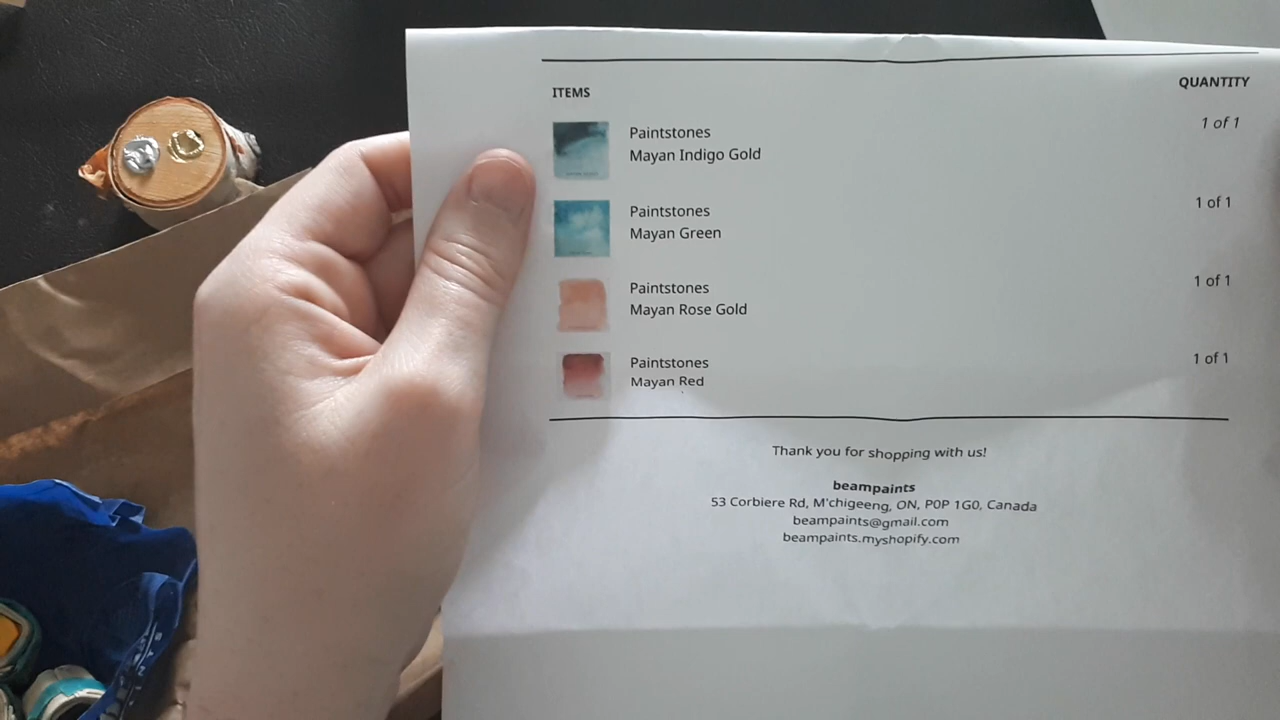 ITEMS
QUANTITY
Paintstones
Mayan Indigo Gold
1 of 1
Paintstones
Mayan Green
1 of 1
Paintstones
Mayan Rose Gold
1 of 1
Paintstones
Mayan Red
1 of 1
Thank you for shopping with us!
beampaints
53 Corbiere Rd, M'chigeeng, ON, P0P 1G0, Canada
beampaints@gmail.com
beampaints.myshopify.com